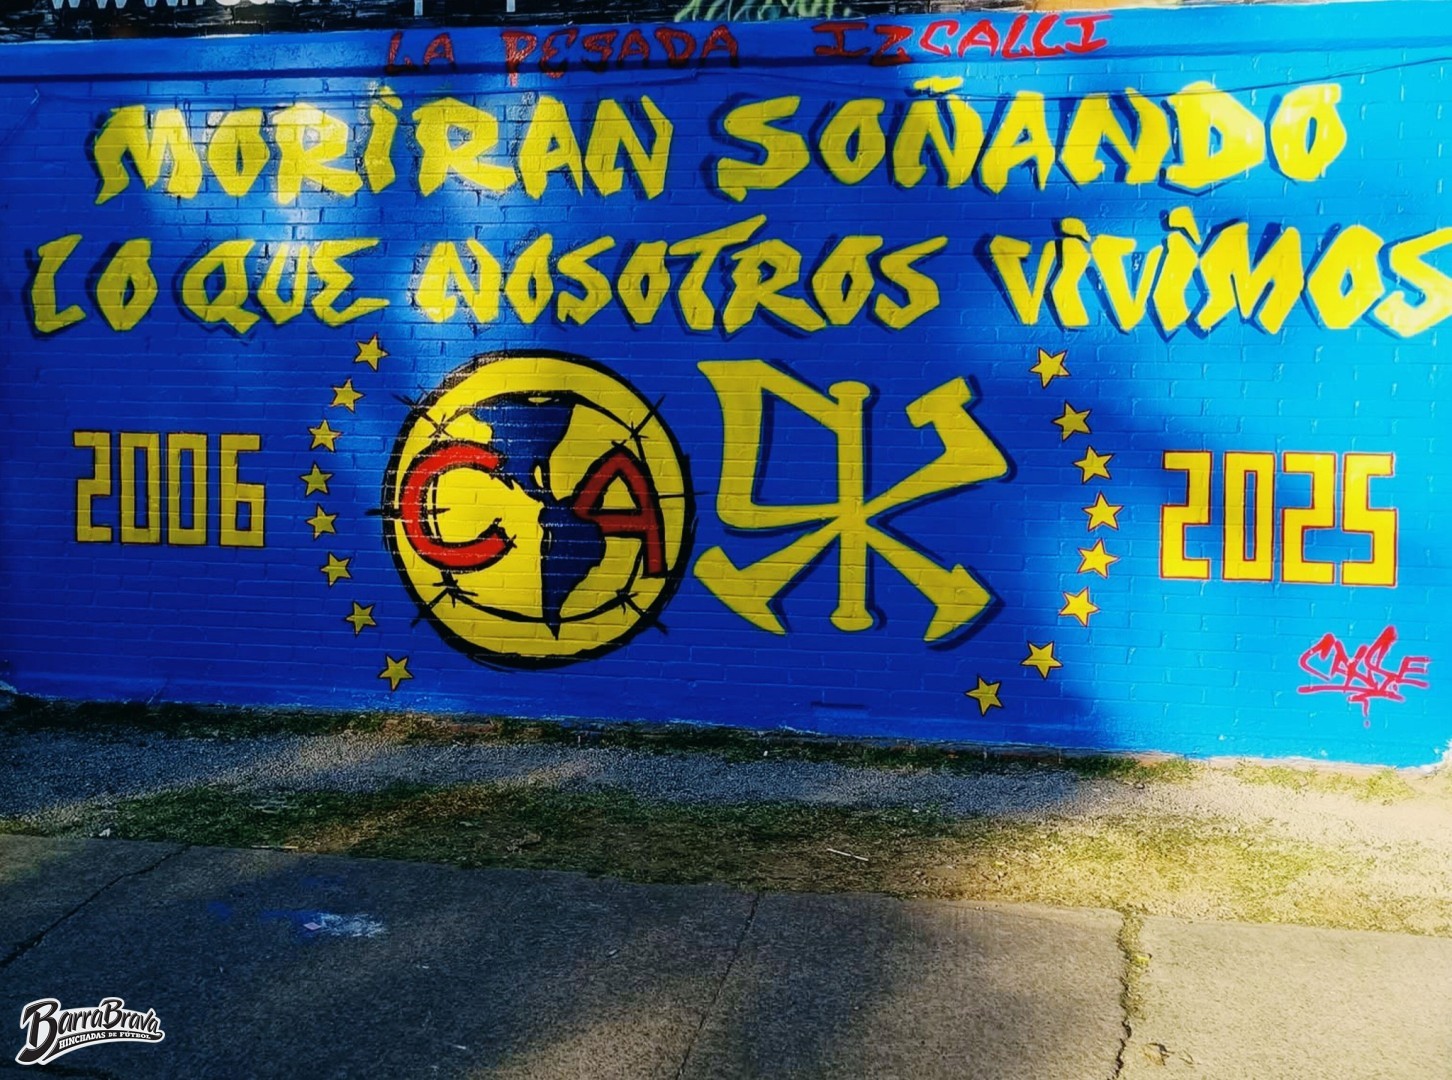 LA PESADA IZCALLI
MORIRAN SOÑANDO
LO QUE NOSOTROS VIVIMOS
2006
CA
2025
BarraBrava
HINCHADAS DE FÚTBOL